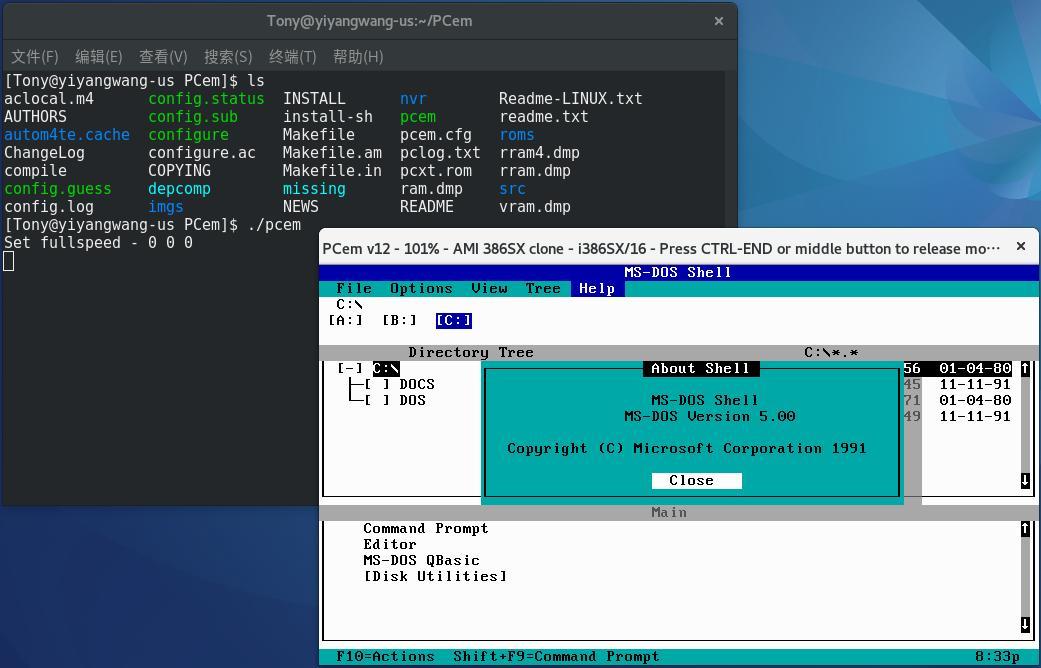 Tony@yiyangwang-us:~/PCem ×
文件(F) 编辑(E) 查看(V) 搜索(S) 终端(T) 帮助(H)
[Tony@yiyangwang-us PCem]$ ls
aclocal.m4 config.status INSTALL nvr Readme-LINUX.txt
AUTHORS config.sub install-sh pcem readme.txt
autom4te.cache configure Makefile pcem.cfg roms
ChangeLog configure.ac Makefile.am pclog.txt rram4.dmp
compile COPYING Makefile.in pcxt.rom rram.dmp
config.guess depcomp missing ram.dmp src
config.log imgs NEWS README vram.dmp
[Tony@yiyangwang-us PCem]$ ./pcem
Set fullspeed - 0 0 0
PCem v12 - 101% - AMI 386SX clone - i386SX/16 - Press CTRL-END or middle button to release mo··· ×
MS-DOS Shell
File Options View Tree Help
C:\
[A:] [B:] [C:]
Directory Tree C:\*.*
[-] C:\ 56 01-04-80 ↑
[ ] DOCS 45 11-11-91
[ ] DOS 71 01-04-80
49 11-11-91
About Shell
MS-DOS Shell
MS-DOS Version 5.00
Copyright (C) Microsoft Corporation 1991
Close
↓
Main
Command Prompt ↑
Editor
MS-DOS QBasic
[Disk Utilities]
↓
F10=Actions Shift+F9=Command Prompt 8:33p